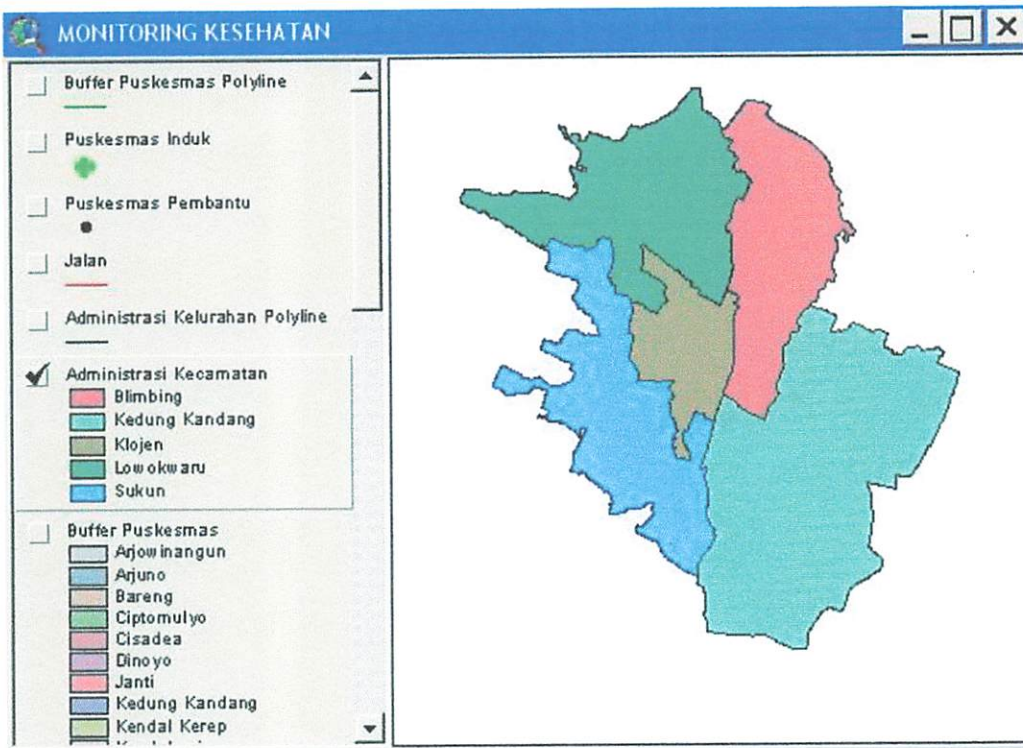 MONITORING KESEHATAN
Buffer Puskesmas Polyline
Puskesmas Induk
Puskesmas Pembantu
Jalan
Administrasi Kelurahan Polyline
Administrasi Kecamatan
Blimbing
Kedung Kandang
Klojen
Lowokwaru
Sukun
Buffer Puskesmas
Arjowinangun
Arjuno
Bareng
Ciptomulyo
Cisadea
Dinoyo
Janti
Kedung Kandang
Kendal Kerep